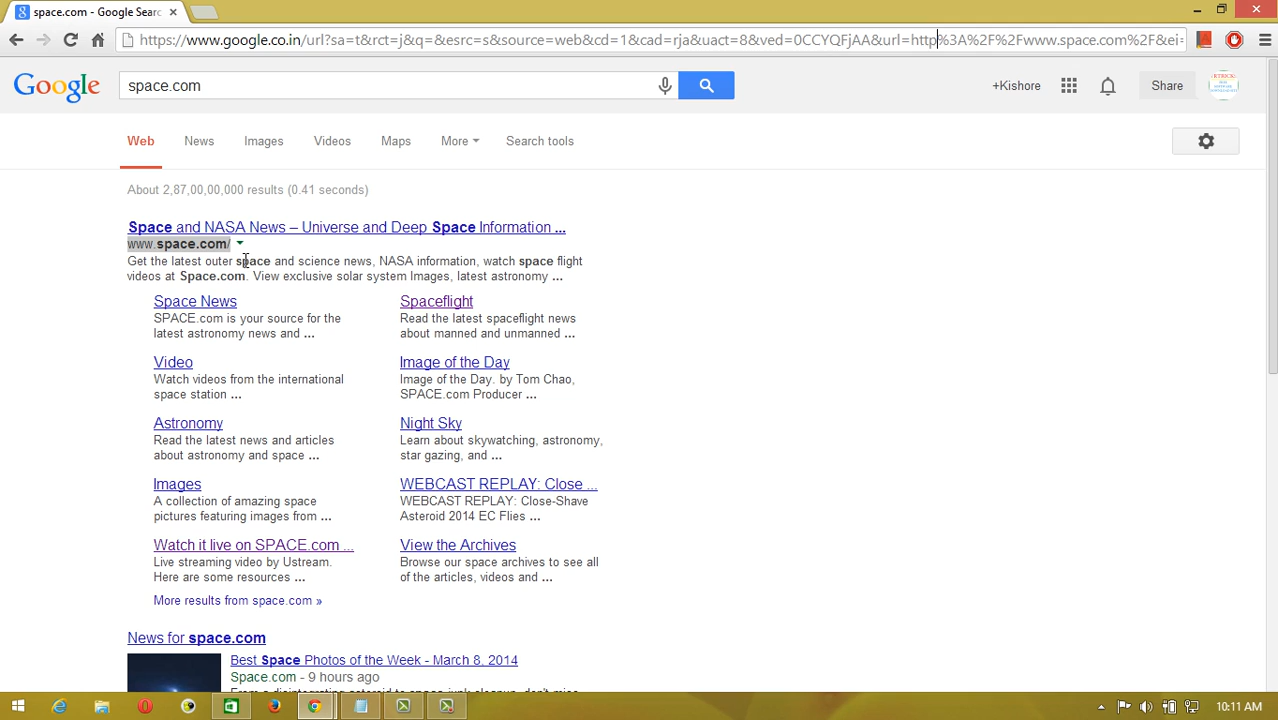 space.com - Google Searc
https://www.google.co.in/url?sa=t&rct=j&q=&esrc=s&source=web&cd=1&cad=rja&uact=8&ved=0CCYQFjAA&url=http%3A%2F%2Fwww.space.com%2F&ei=
Google
space.com
+Kishore
Share
Web News Images Videos Maps More Search tools
About 2,87,00,00,000 results (0.41 seconds)
Space and NASA News – Universe and Deep Space Information ...
www.space.com/
Get the latest outer space and science news, NASA information, watch space flight
videos at Space.com. View exclusive solar system Images, latest astronomy ...
Space News
SPACE.com is your source for the
latest astronomy news and ...
Spaceflight
Read the latest spaceflight news
about manned and unmanned ...
Video
Watch videos from the international
space station ...
Image of the Day
Image of the Day. by Tom Chao,
SPACE.com Producer ...
Astronomy
Read the latest news and articles
about astronomy and space ...
Night Sky
Learn about skywatching, astronomy,
star gazing, and ...
Images
A collection of amazing space
pictures featuring images from ...
WEBCAST REPLAY: Close ...
WEBCAST REPLAY: Close-Shave
Asteroid 2014 EC Flies ...
Watch it live on SPACE.com ...
Live streaming video by Ustream.
Here are some resources ...
View the Archives
Browse our space archives to see all
of the articles, videos and ...
More results from space.com »
News for space.com
Best Space Photos of the Week - March 8, 2014
Space.com - 9 hours ago
From a disintegrating asteroid to space junk cleanup, don't miss
10:11 AM